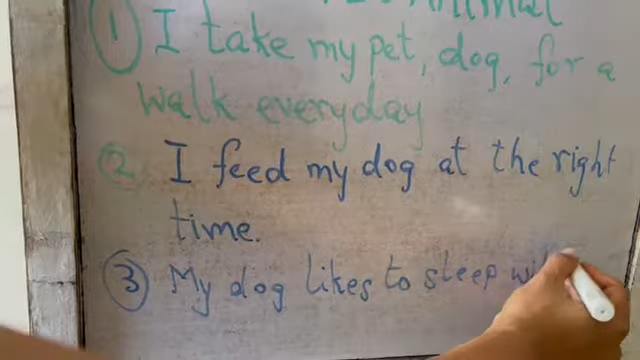 Animal
① I take my pet, dog, for a
walk everyday
② I feed my dog at the right
time.
③ My dog likes to sleep